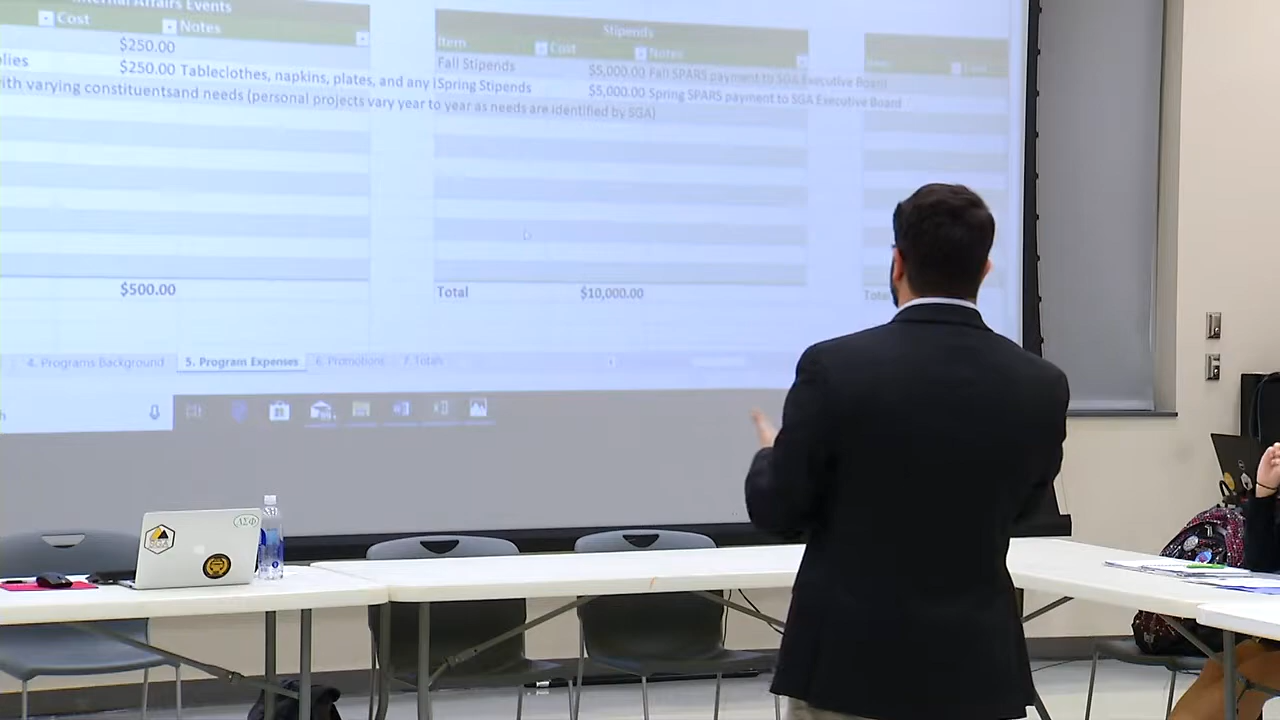 Internal Affairs Events
Cost Notes
$250.00
$250.00 Tableclothes, napkins, plates, and any i
with varying constituentsand needs (personal projects vary year to year as needs are identified by SGA)
$500.00
Stipends
Item Cost Notes
Fall Stipends $5,000.00 Fall SPARS payment to SGA Executive Board
Spring Stipends $5,000.00 Spring SPARS payment to SGA Executive Board
Total $10,000.00
Total
4. Programs Background 5. Program Expenses 6. Promotions 7. Totals
ΛΣΦ